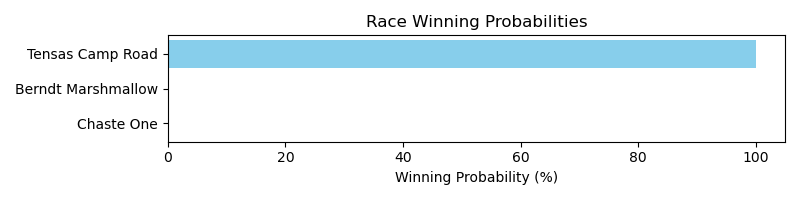 Race Winning Probabilities
Tensas Camp Road
Berndt Marshmallow
Chaste One
0 20 40 60 80 100
Winning Probability (%)